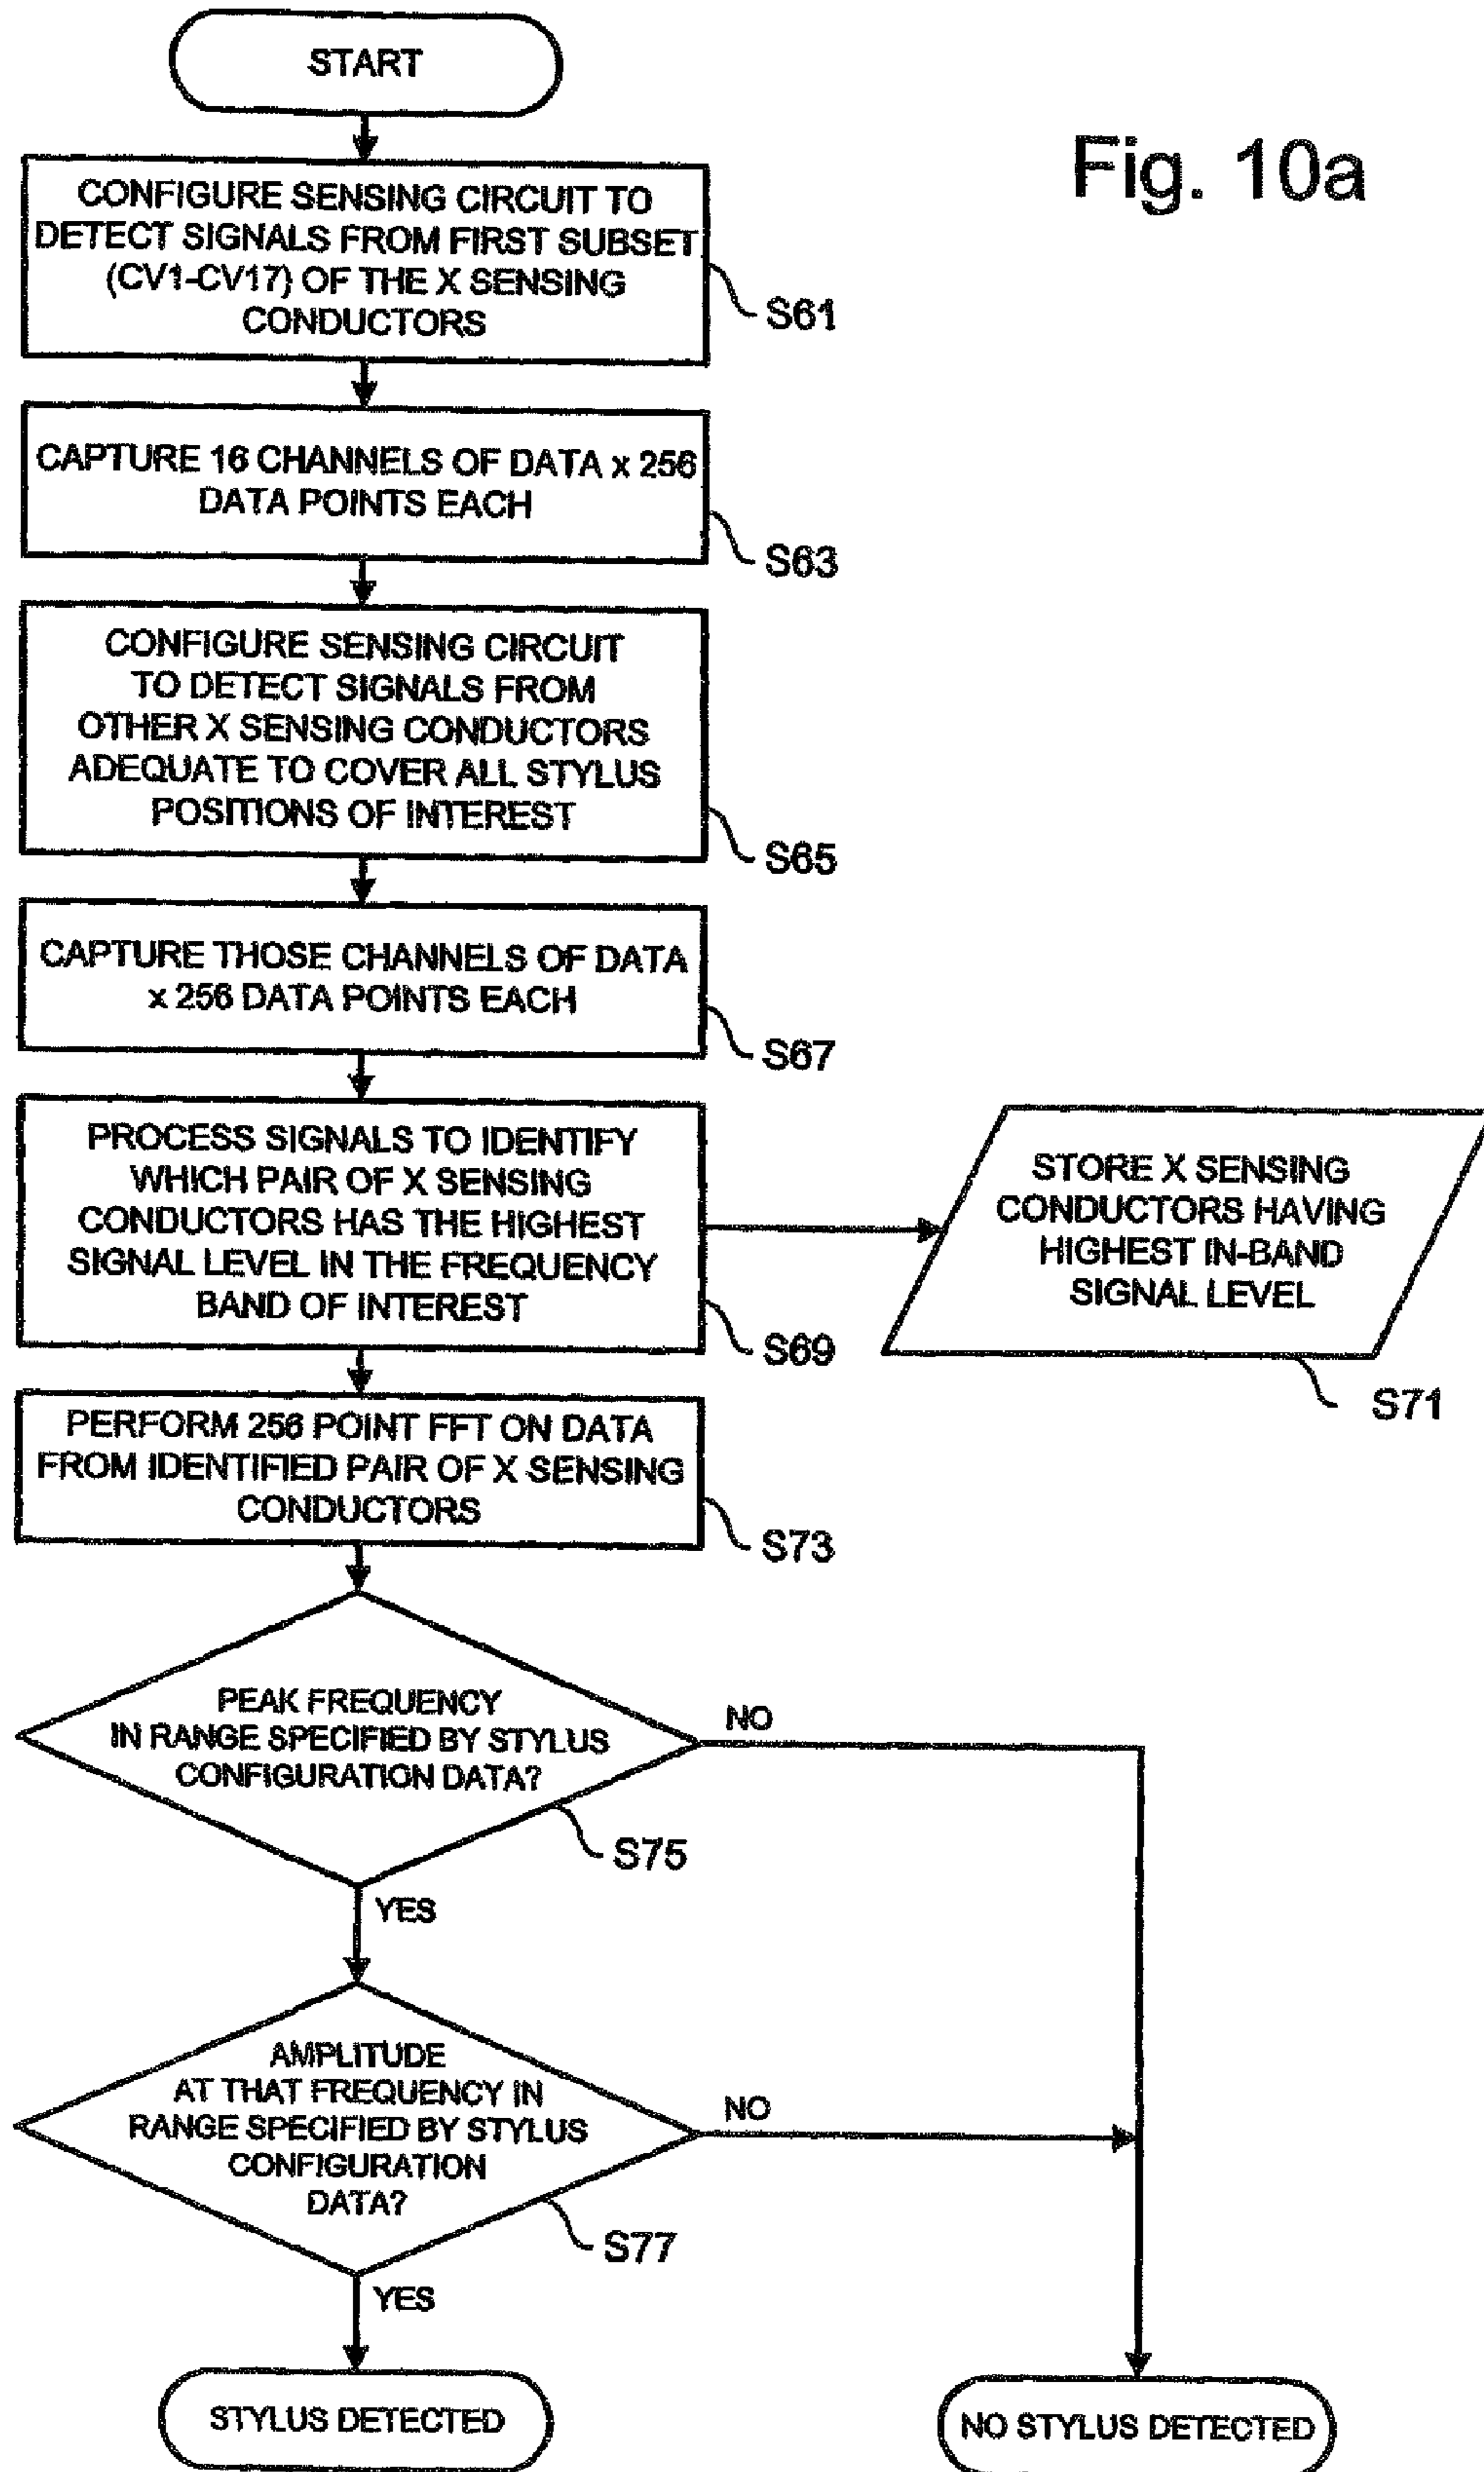 START
Fig. 10a
CONFIGURE SENSING CIRCUIT TO
DETECT SIGNALS FROM FIRST SUBSET
(CV1-CV17) OF THE X SENSING
CONDUCTORS
S61
CAPTURE 16 CHANNELS OF DATA x 256
DATA POINTS EACH
S63
CONFIGURE SENSING CIRCUIT
TO DETECT SIGNALS FROM
OTHER X SENSING CONDUCTORS
ADEQUATE TO COVER ALL STYLUS
POSITIONS OF INTEREST
S65
CAPTURE THOSE CHANNELS OF DATA
x 256 DATA POINTS EACH
S67
PROCESS SIGNALS TO IDENTIFY
WHICH PAIR OF X SENSING
CONDUCTORS HAS THE HIGHEST
SIGNAL LEVEL IN THE FREQUENCY
BAND OF INTEREST
S69
STORE X SENSING
CONDUCTORS HAVING
HIGHEST IN-BAND
SIGNAL LEVEL
S71
PERFORM 256 POINT FFT ON DATA
FROM IDENTIFIED PAIR OF X SENSING
CONDUCTORS
S73
PEAK FREQUENCY
IN RANGE SPECIFIED BY STYLUS
CONFIGURATION DATA?
NO
S75
YES
AMPLITUDE
AT THAT FREQUENCY IN
RANGE SPECIFIED BY STYLUS
CONFIGURATION
DATA?
NO
S77
YES
STYLUS DETECTED
NO STYLUS DETECTED